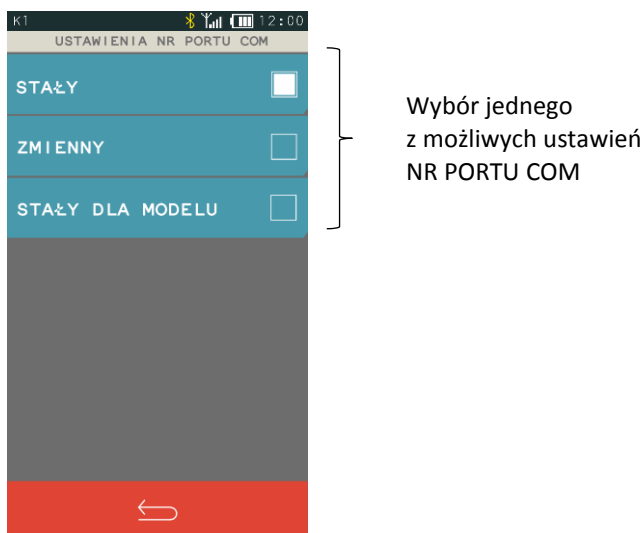 K1 12:00
USTAWIENIA NR PORTU COM
STAŁY
ZMIENNY
STAŁY DLA MODELU
Wybór jednego
z możliwych ustawień
NR PORTU COM